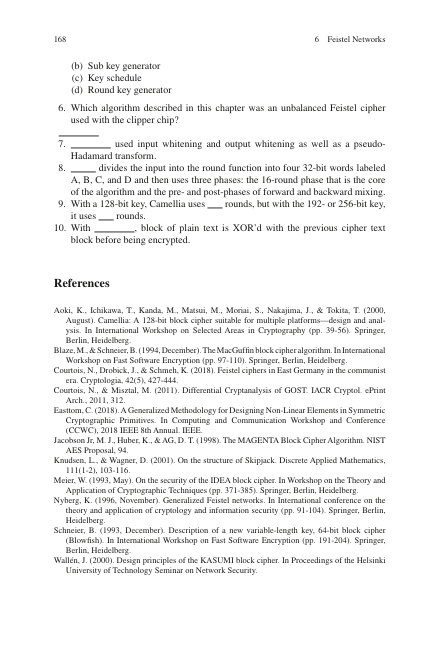 168
6 Feistel Networks
(b) Sub key generator
(c) Key schedule
(d) Round key generator
6. Which algorithm described in this chapter was an unbalanced Feistel cipher
used with the clipper chip?
________
7. ________ used input whitening and output whitening as well as a pseudo-
Hadamard transform.
8. _____ divides the input into the round function into four 32-bit words labeled
A, B, C, and D and then uses three phases: the 16-round phase that is the core
of the algorithm and the pre- and post-phases of forward and backward mixing.
9. With a 128-bit key, Camellia uses ___ rounds, but with the 192- or 256-bit key,
it uses ___ rounds.
10. With ________, block of plain text is XOR’d with the previous cipher text
block before being encrypted.
References
Aoki, K., Ichikawa, T., Kanda, M., Matsui, M., Moriai, S., Nakajima, J., & Tokita, T. (2000,
August). Camellia: A 128-bit block cipher suitable for multiple platforms—design and anal-
ysis. In International Workshop on Selected Areas in Cryptography (pp. 39-56). Springer,
Berlin, Heidelberg.
Blaze, M., & Schneier, B. (1994, December). The MacGuffin block cipher algorithm. In International
Workshop on Fast Software Encryption (pp. 97-110). Springer, Berlin, Heidelberg.
Courtois, N., Drobick, J., & Schmeh, K. (2018). Feistel ciphers in East Germany in the communist
era. Cryptologia, 42(5), 427-444.
Courtois, N., & Misztal, M. (2011). Differential Cryptanalysis of GOST. IACR Cryptol. ePrint
Arch., 2011, 312.
Easttom, C. (2018). A Generalized Methodology for Designing Non-Linear Elements in Symmetric
Cryptographic Primitives. In Computing and Communication Workshop and Conference
(CCWC), 2018 IEEE 8th Annual. IEEE.
Jacobson Jr, M. J., Huber, K., & AG, D. T. (1998). The MAGENTA Block Cipher Algorithm. NIST
AES Proposal, 94.
Knudsen, L., & Wagner, D. (2001). On the structure of Skipjack. Discrete Applied Mathematics,
111(1-2), 103-116.
Meier, W. (1993, May). On the security of the IDEA block cipher. In Workshop on the Theory and
Application of Cryptographic Techniques (pp. 371-385). Springer, Berlin, Heidelberg.
Nyberg, K. (1996, November). Generalized Feistel networks. In International conference on the
theory and application of cryptology and information security (pp. 91-104). Springer, Berlin,
Heidelberg.
Schneier, B. (1993, December). Description of a new variable-length key, 64-bit block cipher
(Blowfish). In International Workshop on Fast Software Encryption (pp. 191-204). Springer,
Berlin, Heidelberg.
Wallén, J. (2000). Design principles of the KASUMI block cipher. In Proceedings of the Helsinki
University of Technology Seminar on Network Security.